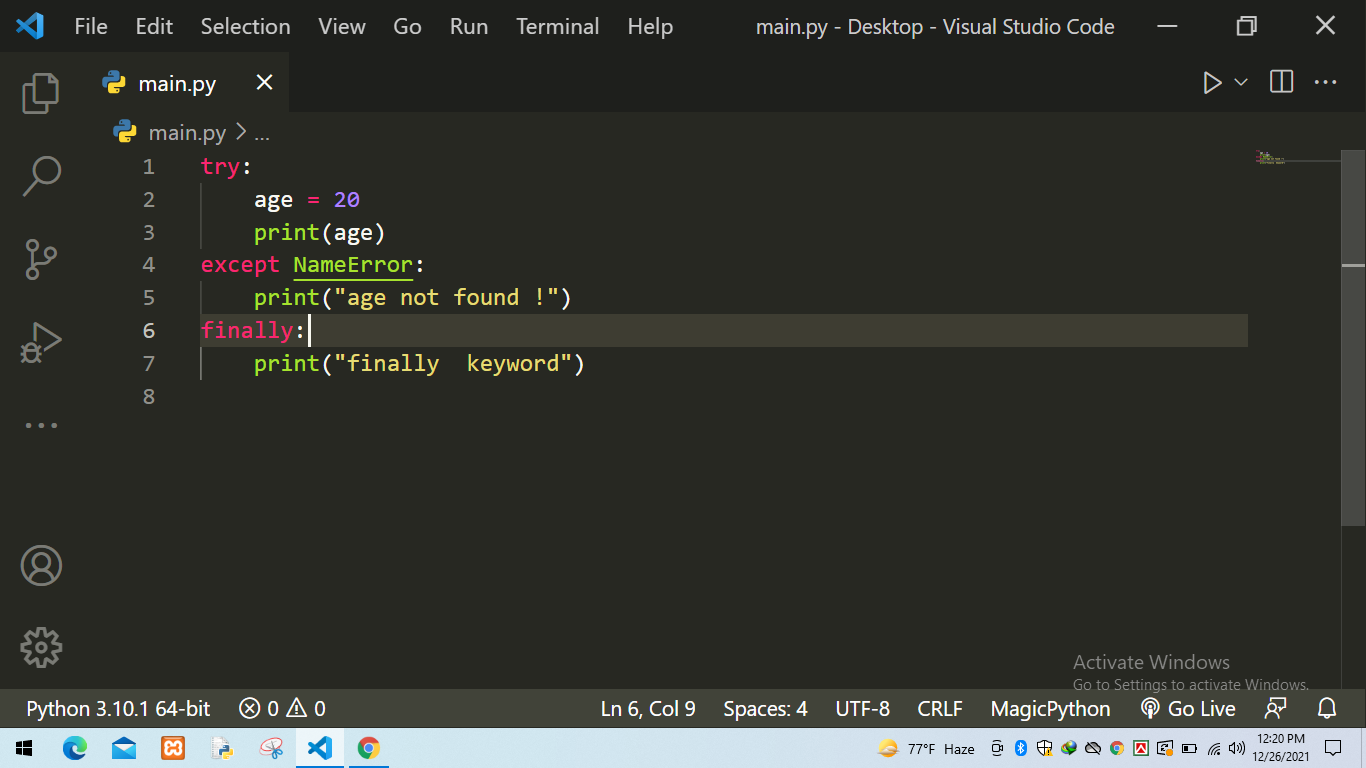 File Edit Selection View Go Run Terminal Help main.py - Desktop - Visual Studio Code
main.py
main.py > ...
1 try:
2     age = 20
3     print(age)
4 except NameError:
5     print("age not found !")
6 finally:
7     print("finally  keyword")
8
Activate Windows
Go to Settings to activate Windows.
Python 3.10.1 64-bit 0 0 Ln 6, Col 9 Spaces: 4 UTF-8 CRLF MagicPython Go Live
77°F Haze 12:20 PM
12/26/2021